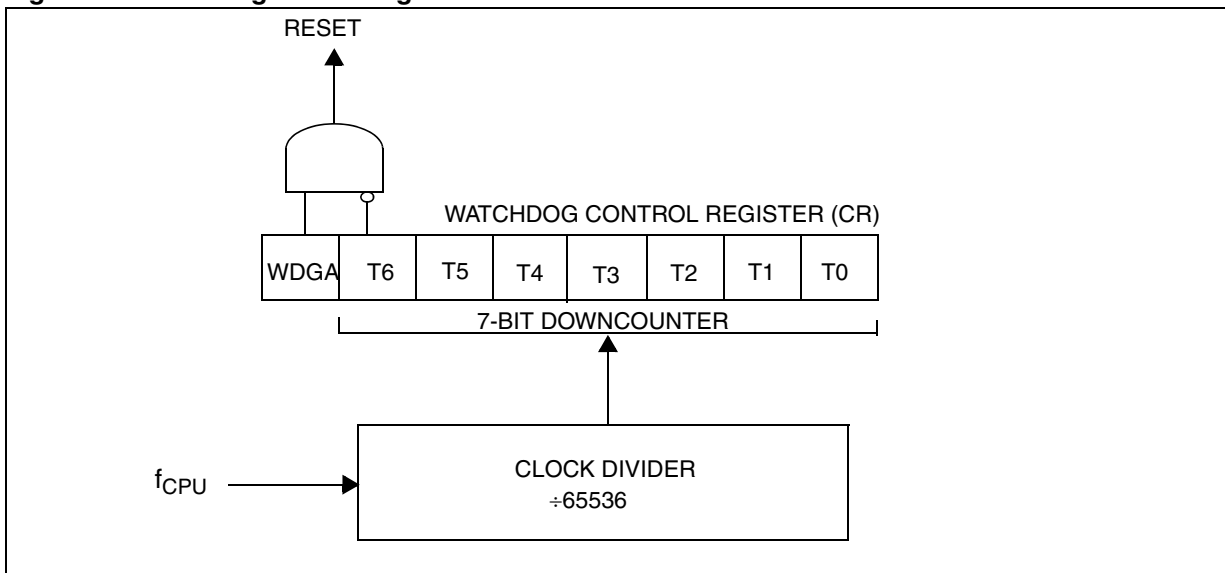 RESET
WATCHDOG CONTROL REGISTER (CR)
WDGA T6 T5 T4 T3 T2 T1 T0
7-BIT DOWNCOUNTER
fCPU
CLOCK DIVIDER
÷65536